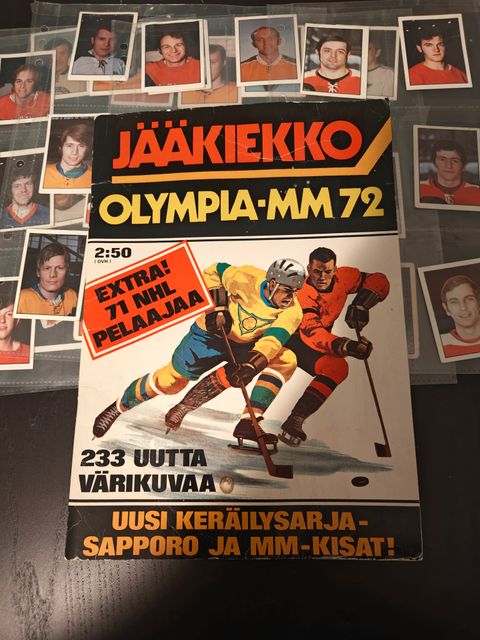 JÄÄKIEKKO
OLYMPIA-MM 72
2:50
(OVH)
EXTRA!
71 NHL
PELAAJAA
233 UUTTA
VÄRIKUVAA
UUSI KERÄILYSARJA-
SAPPORO JA MM-KISAT!